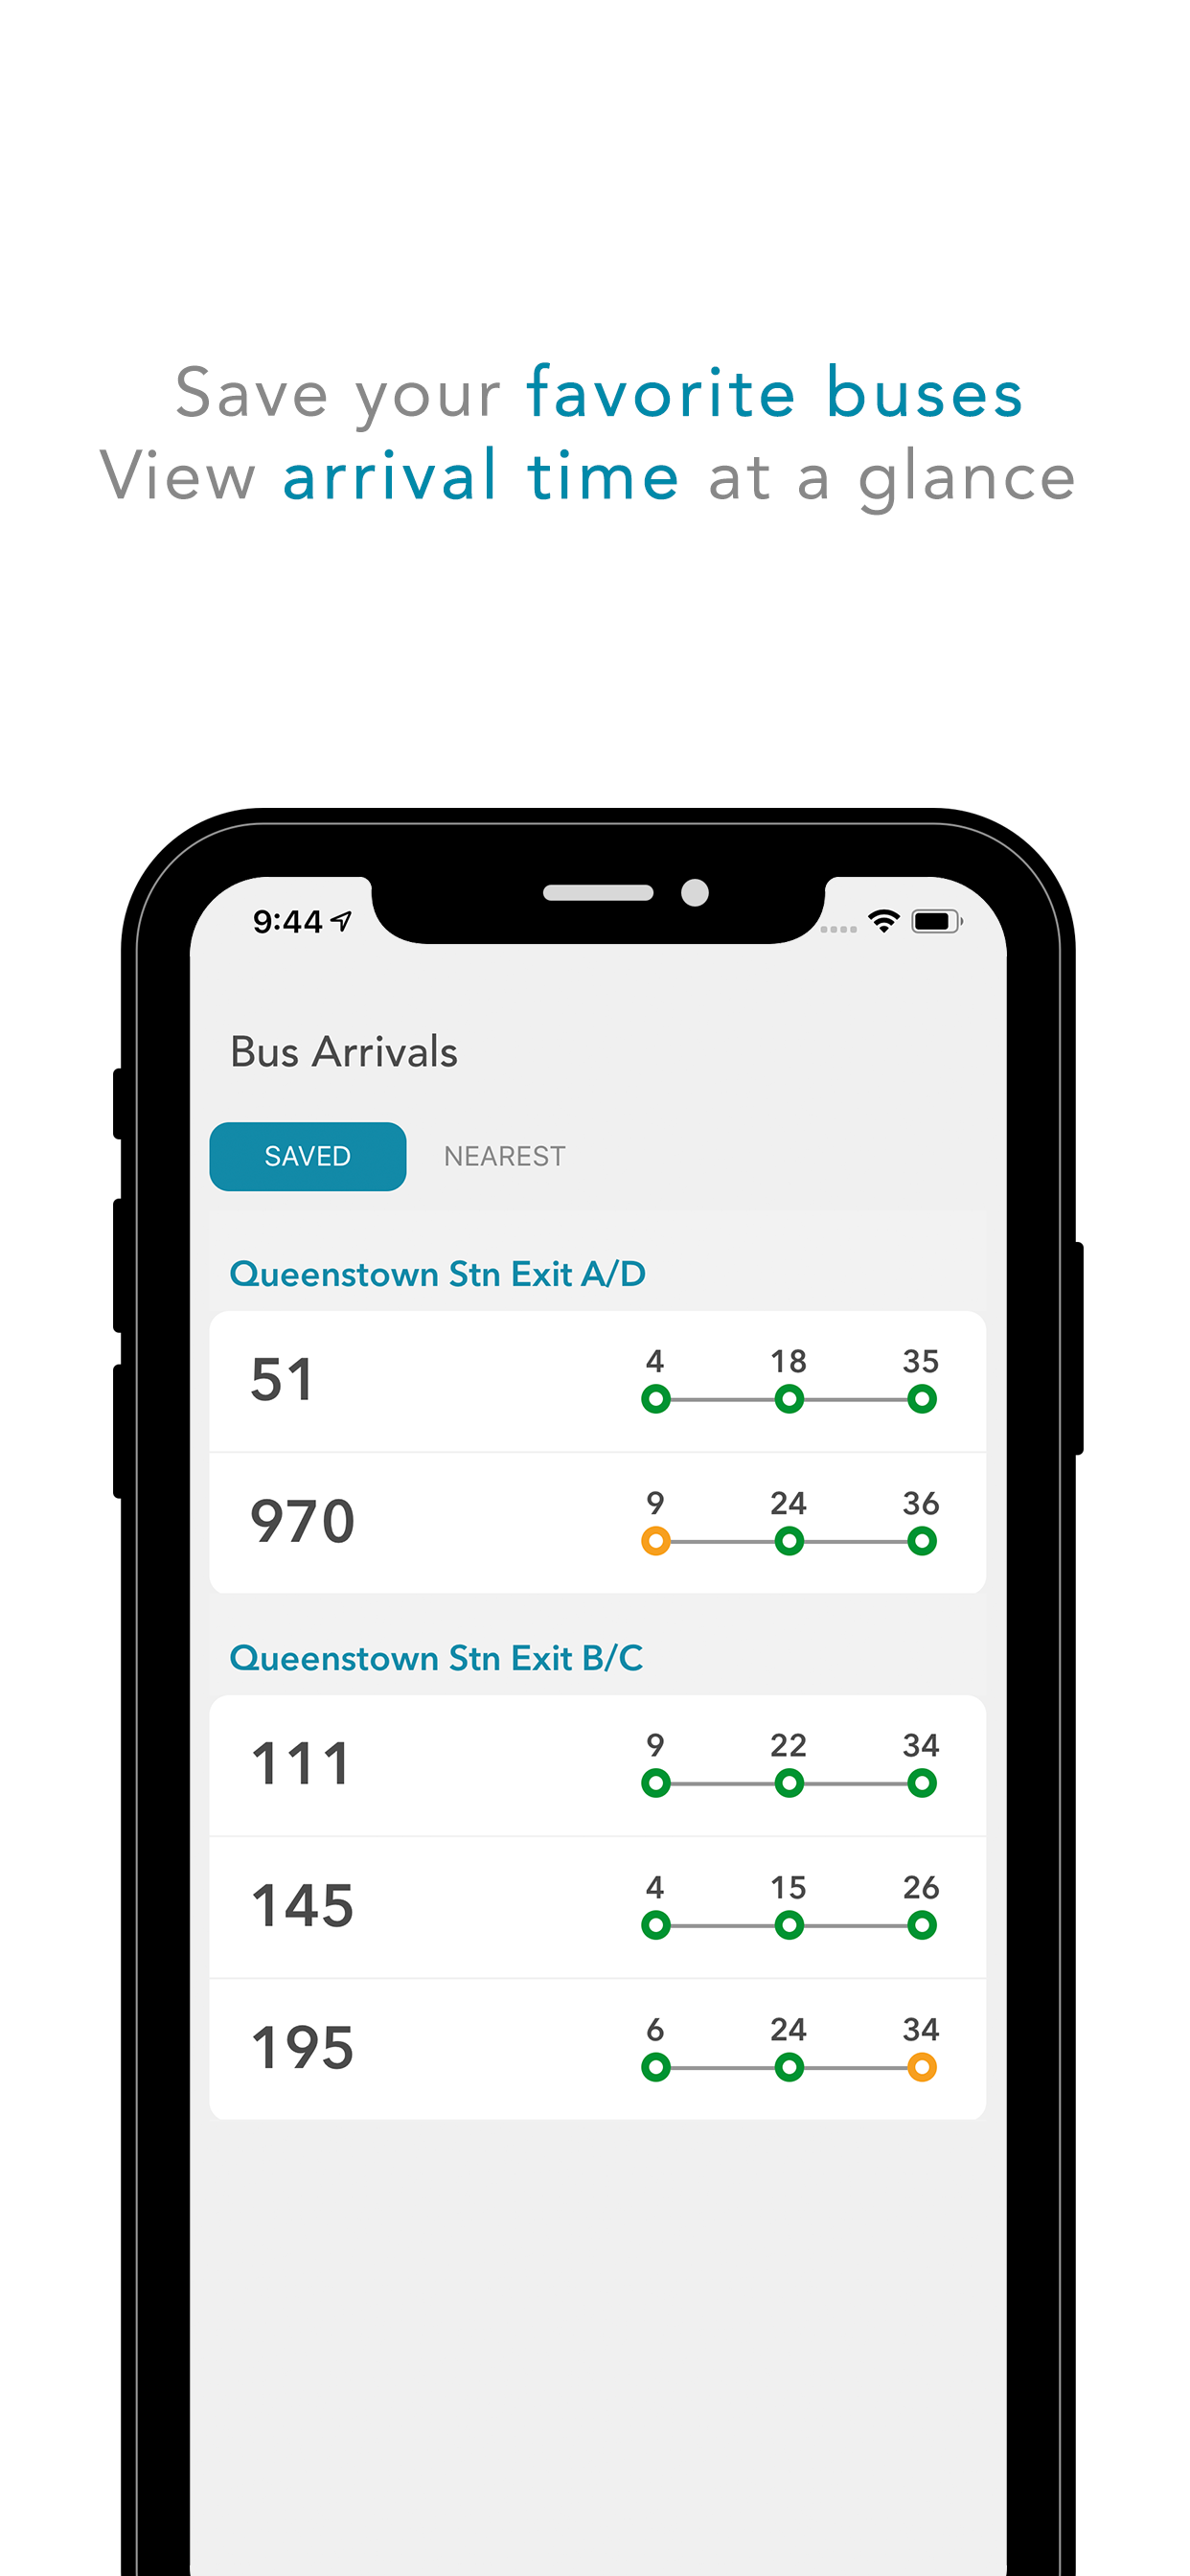 Save your favorite buses
View arrival time at a glance
9:44
Bus Arrivals
SAVED NEAREST
Queenstown Stn Exit A/D
51 4 18 35
970 9 24 36
Queenstown Stn Exit B/C
111 9 22 34
145 4 15 26
195 6 24 34